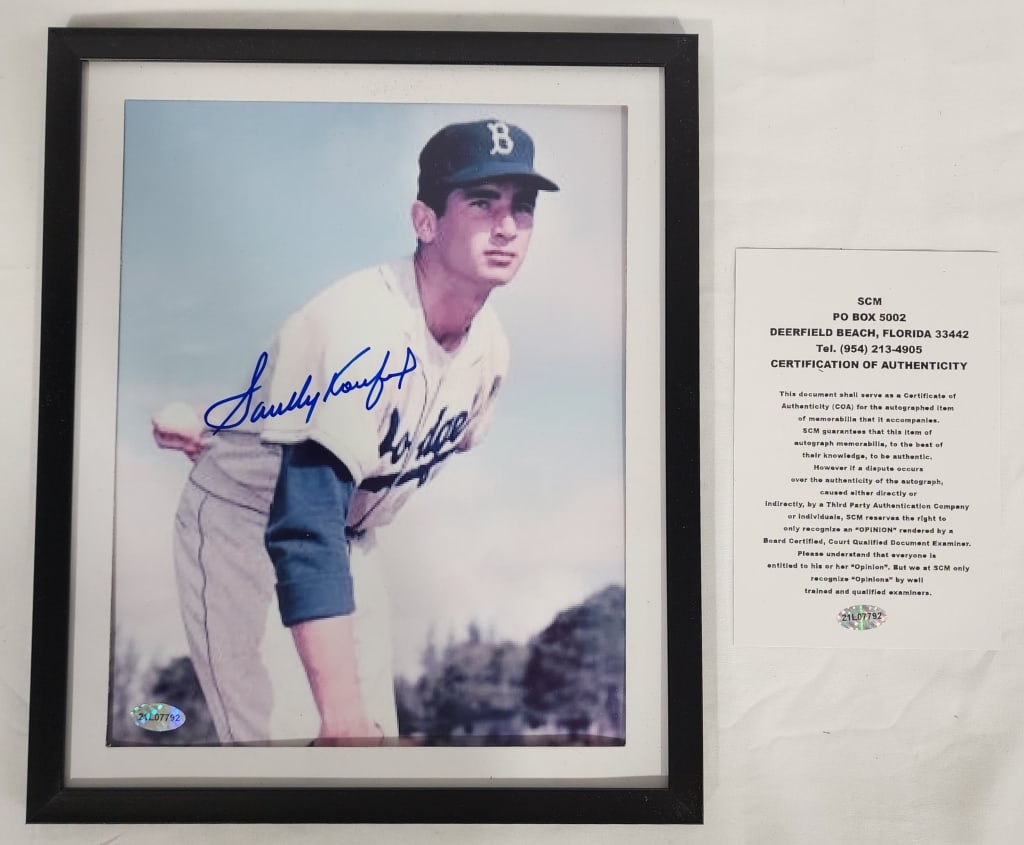 B
Sandy Koufax
Dodge
21L07792
SCM
PO BOX 5002
DEERFIELD BEACH, FLORIDA 33442
Tel. (954) 213-4905
CERTIFICATION OF AUTHENTICITY
This document shall serve as a Certificate of
Authenticity (COA) for the autographed item
of memorabilia that it accompanies.
SCM guarantees that this item of
autograph memorabilia, to the best of
their knowledge, to be authentic.
However if a dispute occurs
over the authenticity of the autograph,
caused either directly or
indirectly, by a Third Party Authentication Company
or individuals, SCM reserves the right to
only recognize an "OPINION" rendered by a
Board Certified, Court Qualified Document Examiner.
Please understand that everyone is
entitled to his or her "Opinion". But we at SCM only
recognize "Opinions" by well
trained and qualified examiners.
21L07792